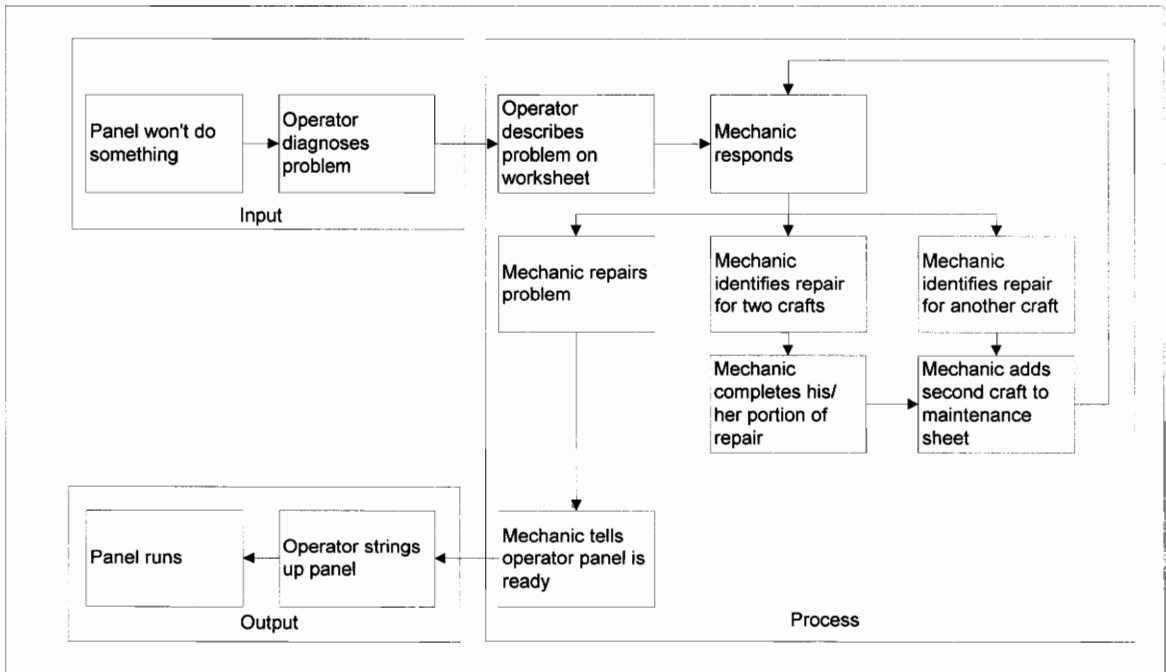 Panel won't do
something
Operator
diagnoses
problem
Input
Operator
describes
problem on
worksheet
Mechanic
responds
Mechanic repairs
problem
Mechanic
identifies repair
for two crafts
Mechanic
identifies repair
for another craft
Mechanic
completes his/
her portion of
repair
Mechanic adds
second craft to
maintenance
sheet
Panel runs
Operator strings
up panel
Output
Mechanic tells
operator panel is
ready
Process